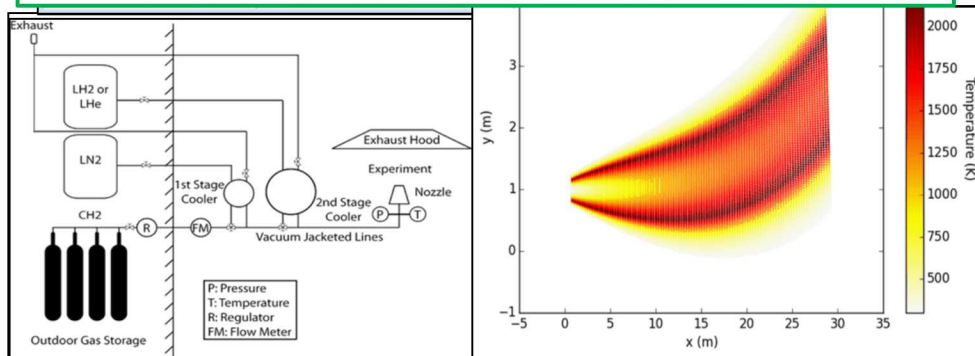 Exhaust
LH2 or
LHe
LN2
CH2
R
FM
1st Stage
Cooler
2nd Stage
Cooler
Vacuum Jacketed Lines
Exhaust Hood
Experiment
Nozzle
P
T
P: Pressure
T: Temperature
R: Regulator
FM: Flow Meter
Outdoor Gas Storage
y (m)
3
2
1
0
−1
−5
0
5
10
15
20
25
30
35
x (m)
2000
1750
1500
1250
1000
750
500
Temperature (K)